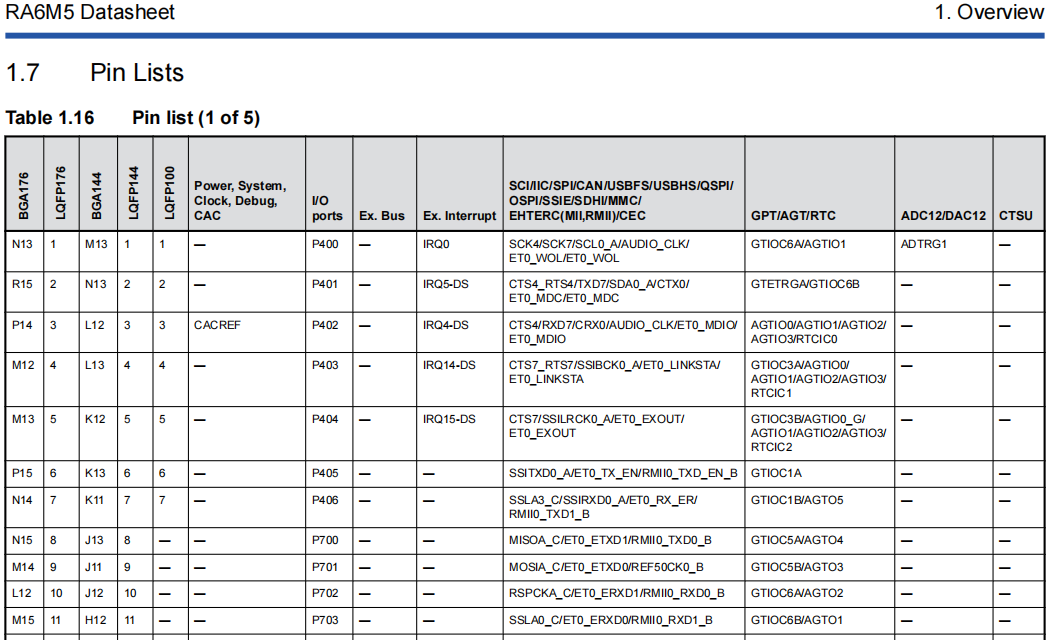 RA6M5 Datasheet 1. Overview
1.7 Pin Lists
Table 1.16 Pin list (1 of 5)
BGA176 LQFP176 BGA144 LQFP144 LQFP100 Power, System, Clock, Debug, CAC I/O ports Ex. Bus Ex. Interrupt SCI/IIC/SPI/CAN/USBFS/USBHS/QSPI/OSPI/SSIE/SDHI/MMC/EHTERC(MII,RMII)/CEC GPT/AGT/RTC ADC12/DAC12 CTSU
N13 1 M13 1 1 — P400 — IRQ0 SCK4/SCK7/SCL0_A/AUDIO_CLK/ GTIOC6A/AGTIO1 ADTRG1 —
ET0_WOL/ET0_WOL
R15 2 N13 2 2 — P401 — IRQ5-DS CTS4_RTS4/TXD7/SDA0_A/CTX0/ GTETRGA/GTIOC6B — —
ET0_MDC/ET0_MDC
P14 3 L12 3 3 CACREF P402 — IRQ4-DS CTS4/RXD7/CRX0/AUDIO_CLK/ET0_MDIO/ AGTIO0/AGTIO1/AGTIO2/ — —
ET0_MDIO AGTIO3/RTCIC0
M12 4 L13 4 4 — P403 — IRQ14-DS CTS7_RTS7/SSIBCK0_A/ET0_LINKSTA/ GTIOC3A/AGTIO0/ — —
ET0_LINKSTA AGTIO1/AGTIO2/AGTIO3/
RTCIC1
M13 5 K12 5 5 — P404 — IRQ15-DS CTS7/SSILRCK0_A/ET0_EXOUT/ GTIOC3B/AGTIO0_G/ — —
ET0_EXOUT AGTIO1/AGTIO2/AGTIO3/
RTCIC2
P15 6 K13 6 6 — P405 — — SSITXD0_A/ET0_TX_EN/RMII0_TXD_EN_B GTIOC1A — —
N14 7 K11 7 7 — P406 — — SSLA3_C/SSIRXD0_A/ET0_RX_ER/ GTIOC1B/AGTO5 — —
RMII0_TXD1_B
N15 8 J13 8 — — P700 — — MISOA_C/ET0_ETXD1/RMII0_TXD0_B GTIOC5A/AGTO4 — —
M14 9 J11 9 — — P701 — — MOSIA_C/ET0_ETXD0/REF50CK0_B GTIOC5B/AGTO3 — —
L12 10 J12 10 — — P702 — — RSPCKA_C/ET0_ERXD1/RMII0_RXD0_B GTIOC6A/AGTO2 — —
M15 11 H12 11 — — P703 — — SSLA0_C/ET0_ERXD0/RMII0_RXD1_B GTIOC6B/AGTO1 — —